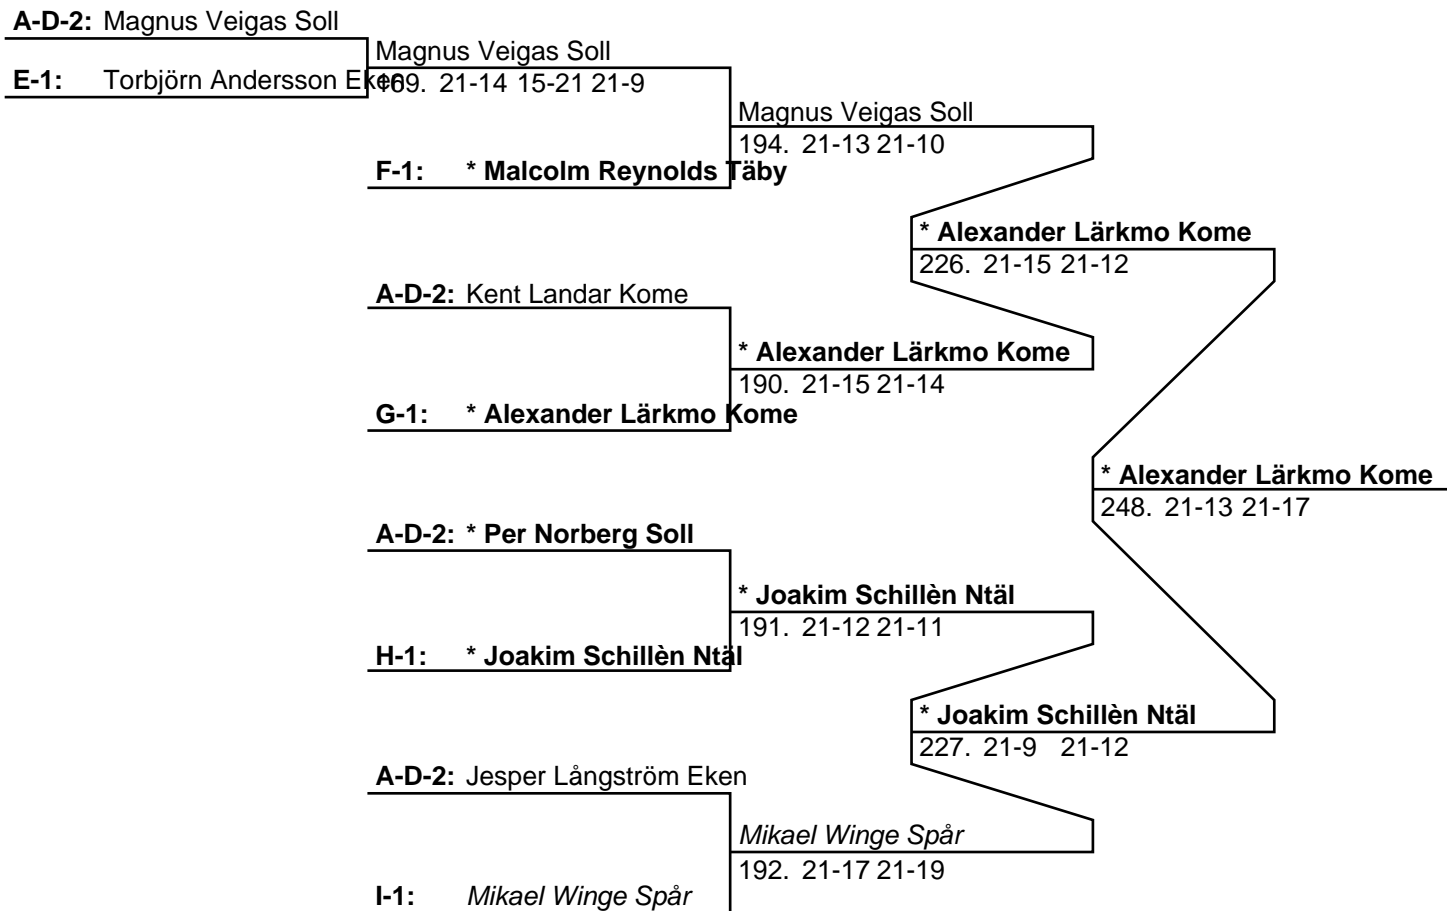 A-D-2: Magnus Veigas Soll
Magnus Veigas Soll
E-1: Torbjörn Andersson Eken
169. 21-14 15-21 21-9
Magnus Veigas Soll
194. 21-13 21-10
F-1: * Malcolm Reynolds Täby
* Alexander Lärkmo Kome
226. 21-15 21-12
A-D-2: Kent Landar Kome
* Alexander Lärkmo Kome
190. 21-15 21-14
G-1: * Alexander Lärkmo Kome
* Alexander Lärkmo Kome
248. 21-13 21-17
A-D-2: * Per Norberg Soll
* Joakim Schillèn Ntäl
191. 21-12 21-11
H-1: * Joakim Schillèn Ntäl
* Joakim Schillèn Ntäl
227. 21-9 21-12
A-D-2: Jesper Långström Eken
Mikael Winge Spår
192. 21-17 21-19
I-1: Mikael Winge Spår